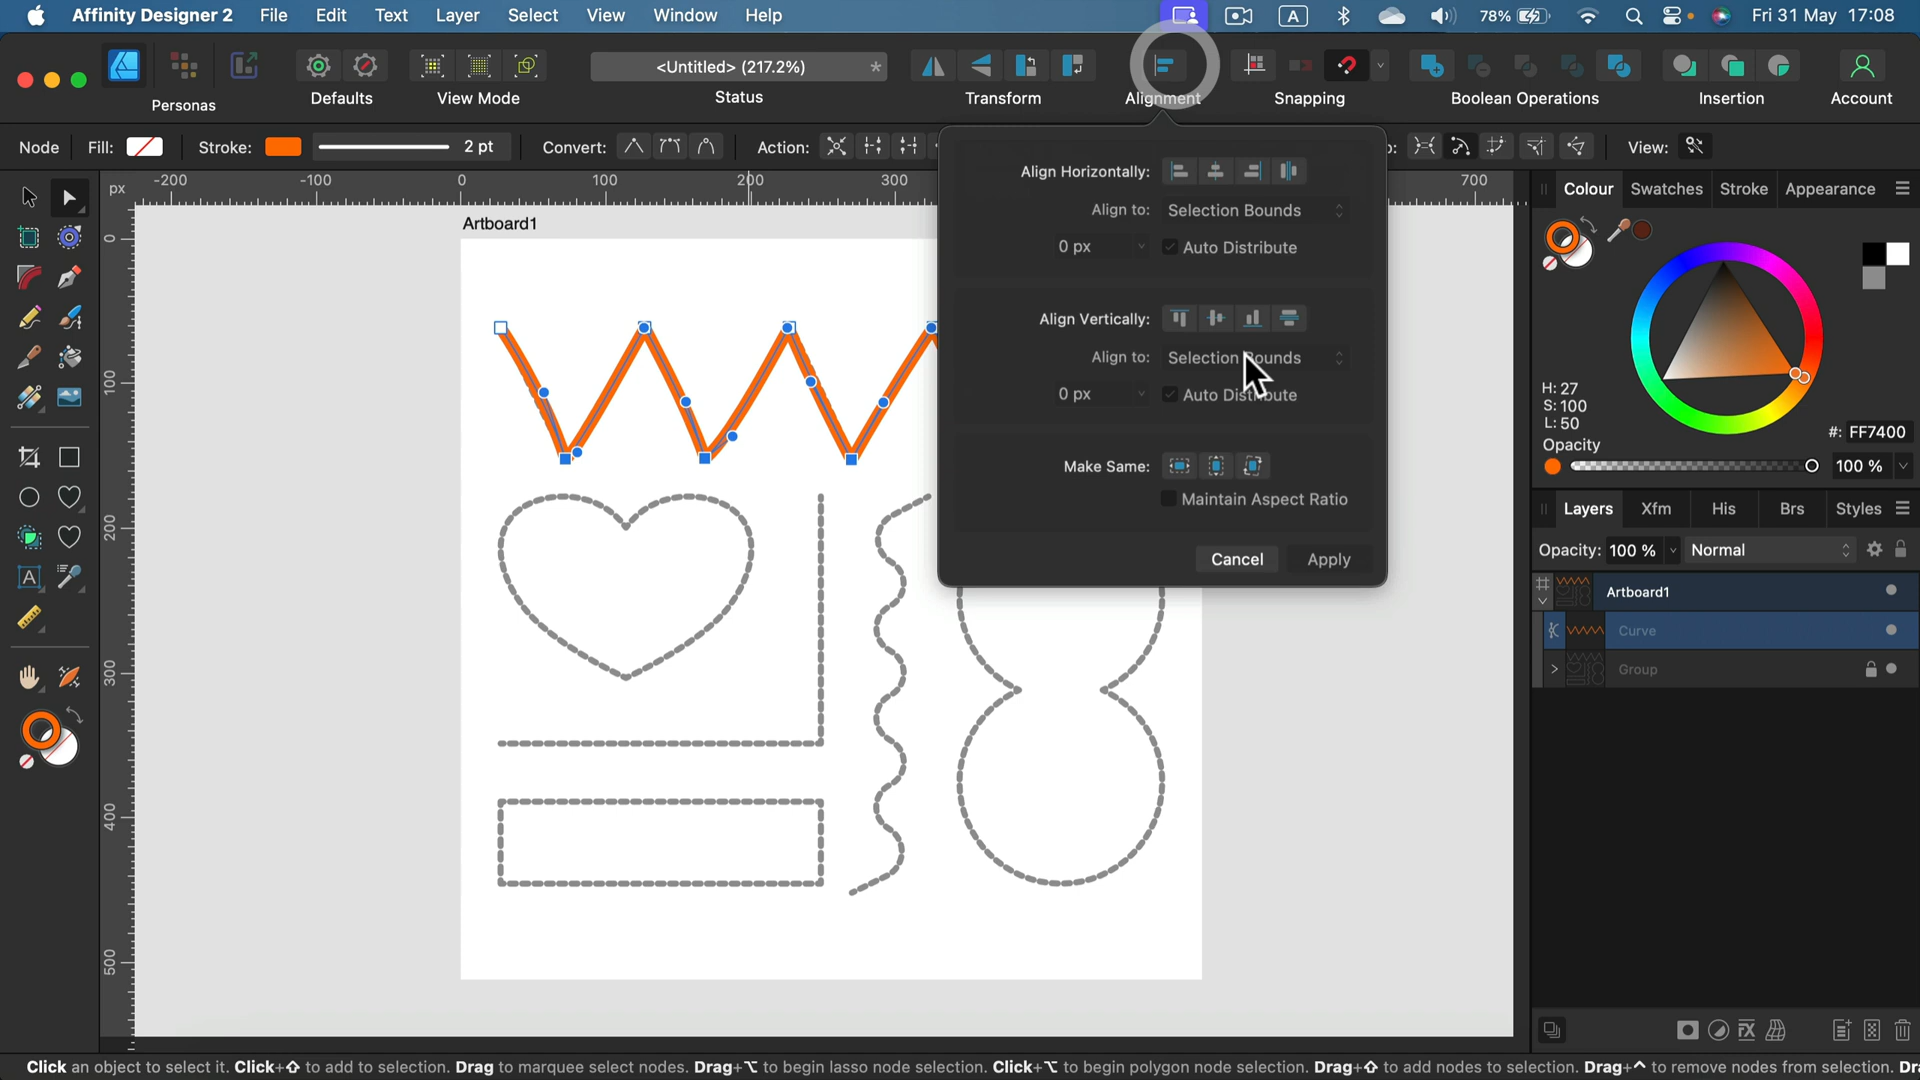 Affinity Designer 2 File Edit Text Layer Select View Window Help A 78% Fri 31 May 17:08
<Untitled> (217.2%) *
Personas Defaults View Mode Status Transform Alignment Snapping Boolean Operations Insertion Account
Node Fill: Stroke: 2 pt Convert: Action: View:
px -200 -100 0 100 200 300 700
Colour Swatches Stroke Appearance
Artboard1
0
100
200
300
400
500
Align Horizontally:
Align to: Selection Bounds
0 px Auto Distribute
Align Vertically:
Align to: Selection Bounds
0 px Auto Distribute
Make Same:
Maintain Aspect Ratio
Cancel Apply
H: 27
S: 100
L: 50
#: FF7400
Opacity
100 %
Layers Xfm His Brs Styles
Opacity: 100 % Normal
Artboard1
Curve
Group
Click an object to select it. Click+⇧ to add to selection. Drag to marquee select nodes. Drag+⌥ to begin lasso node selection. Click+⌥ to begin polygon node selection. Drag+⇧ to add nodes to selection. Drag+^ to remove nodes from selection.